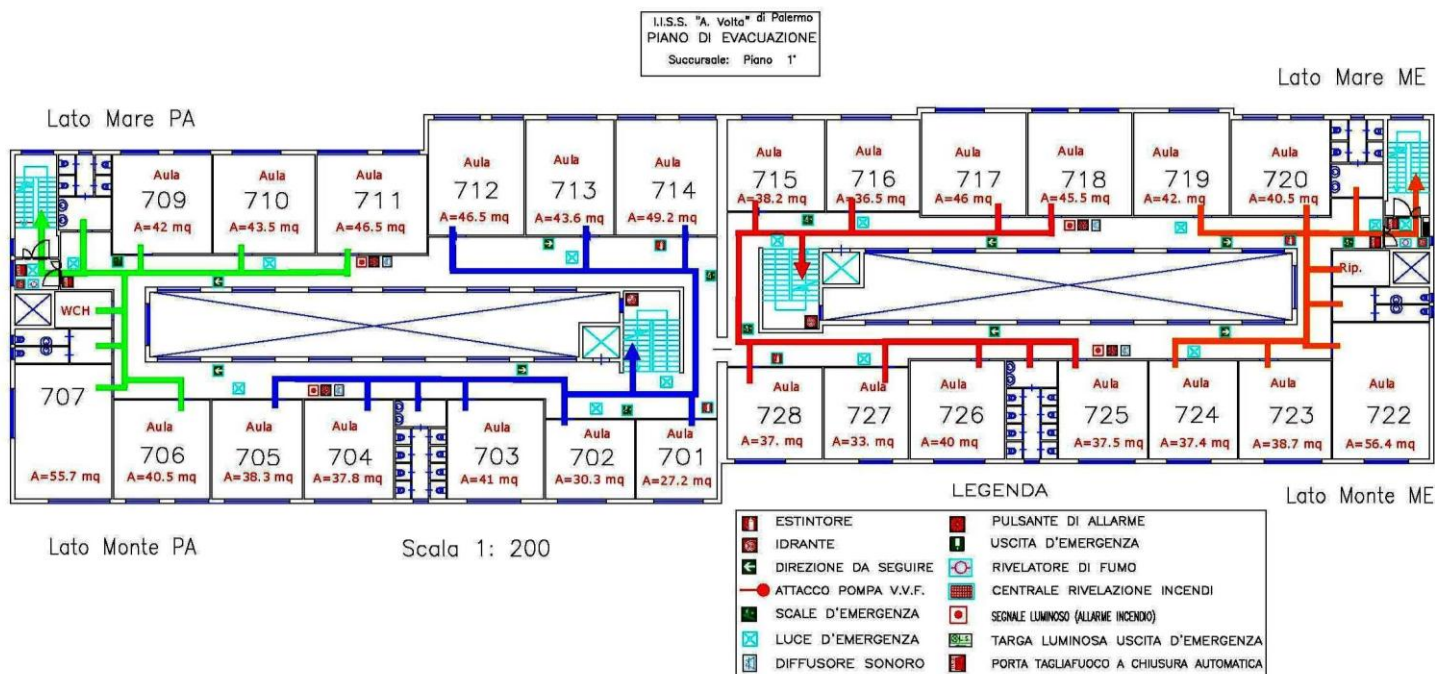 I.I.S.S. "A. Volta" di Palermo
PIANO DI EVACUAZIONE
Succursale: Piano 1°
Lato Mare PA
Lato Mare ME
Aula
709
A=42 mq
Aula
710
A=43.5 mq
Aula
711
A=46.5 mq
Aula
712
A=46.5 mq
Aula
713
A=43.6 mq
Aula
714
A=49.2 mq
Aula
715
A=38.2 mq
Aula
716
A=36.5 mq
Aula
717
A=46 mq
Aula
718
A=45.5 mq
Aula
719
A=42. mq
Aula
720
A=40.5 mq
WCH
Rip.
707
A=55.7 mq
Aula
706
A=40.5 mq
Aula
705
A=38.3 mq
Aula
704
A=37.8 mq
Aula
703
A=41 mq
Aula
702
A=30.3 mq
Aula
701
A=27.2 mq
Aula
728
A=37. mq
Aula
727
A=33. mq
Aula
726
A=40 mq
Aula
725
A=37.5 mq
Aula
724
A=37.4 mq
Aula
723
A=38.7 mq
Aula
722
A=56.4 mq
Lato Monte PA
Scala 1: 200
Lato Monte ME
LEGENDA
ESTINTORE
IDRANTE
DIREZIONE DA SEGUIRE
ATTACCO POMPA V.V.F.
SCALE D'EMERGENZA
LUCE D'EMERGENZA
DIFFUSORE SONORO
PULSANTE DI ALLARME
USCITA D'EMERGENZA
RIVELATORE DI FUMO
CENTRALE RIVELAZIONE INCENDI
SEGNALE LUMINOSO (ALLARME INCENDIO)
TARGA LUMINOSA USCITA D'EMERGENZA
PORTA TAGLIAFUOCO A CHIUSURA AUTOMATICA